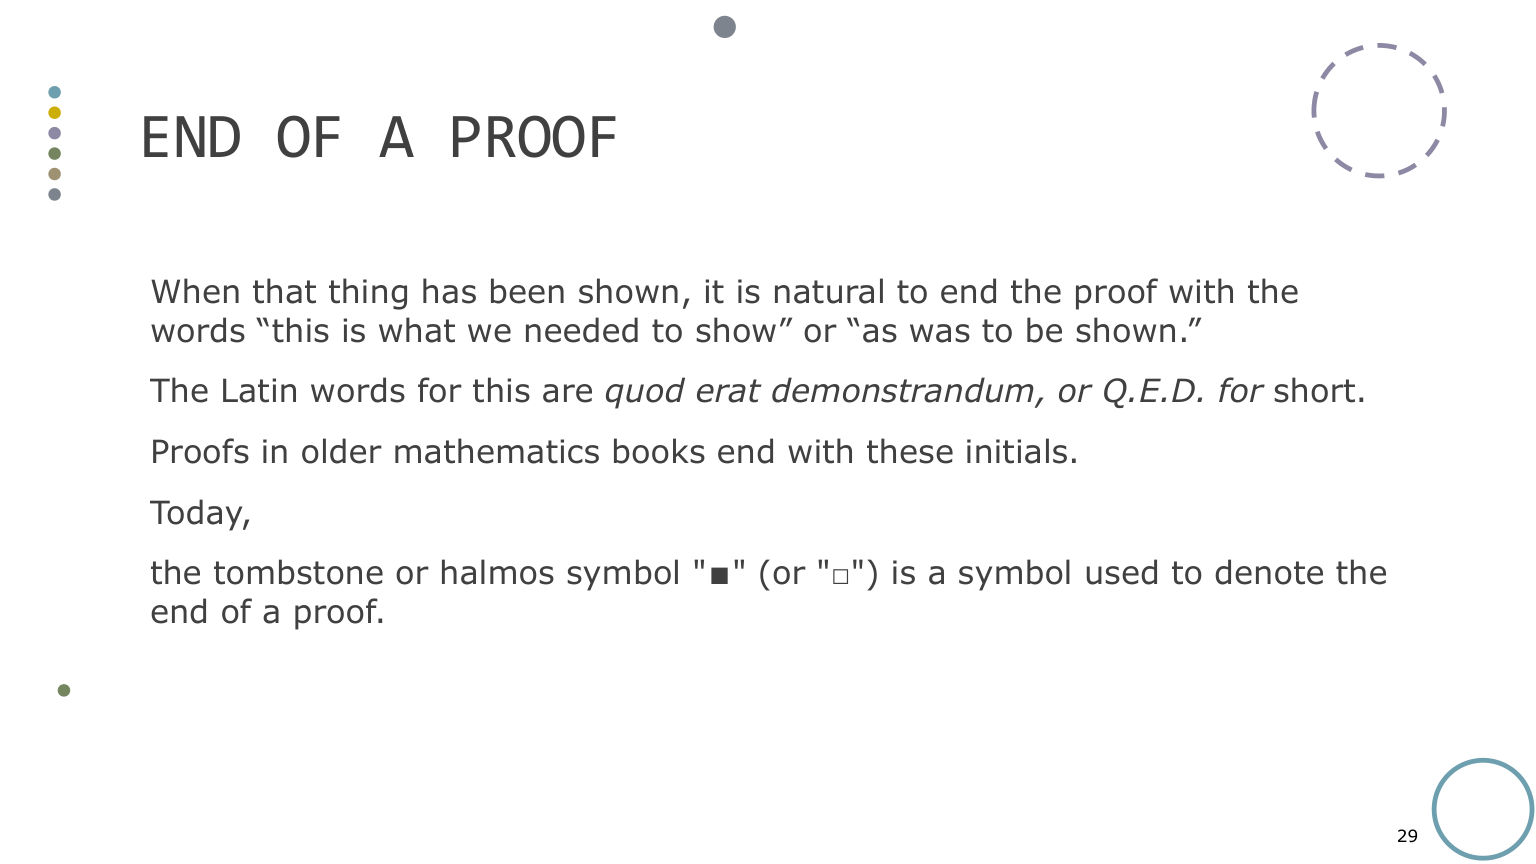 END OF A PROOF
When that thing has been shown, it is natural to end the proof with the
words “this is what we needed to show” or “as was to be shown.”
The Latin words for this are quod erat demonstrandum, or Q.E.D. for short.
Proofs in older mathematics books end with these initials.
Today,
the tombstone or halmos symbol "■" (or "□") is a symbol used to denote the
end of a proof.
29